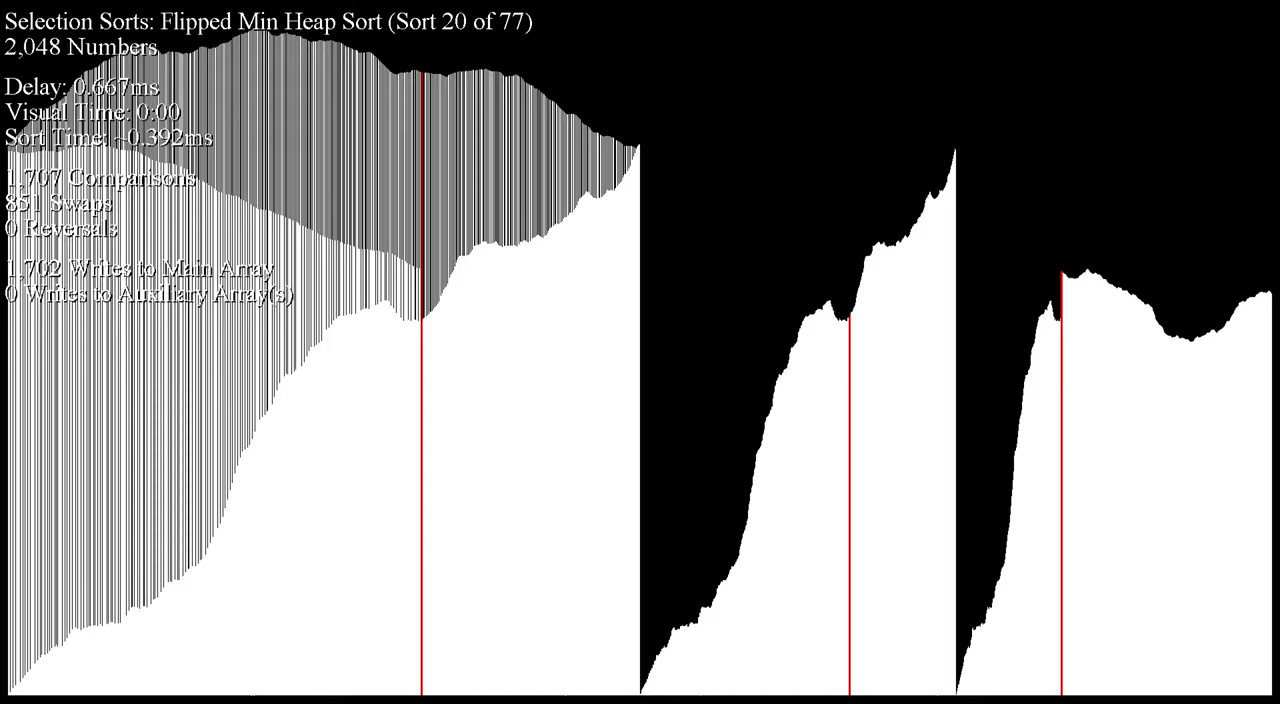 Selection Sorts: Flipped Min Heap Sort (Sort 20 of 77)
2,048 Numbers
Delay: 0.667ms
Visual Time: 0:00
Sort Time: ~0.392ms
1,707 Comparisons
851 Swaps
0 Reversals
1,702 Writes to Main Array
0 Writes to Auxiliary Array(s)